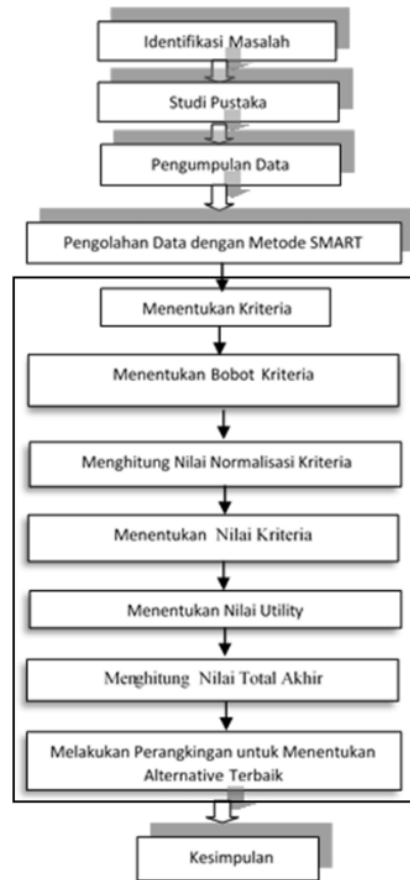 Identifikasi Masalah
Studi Pustaka
Pengumpulan Data
Pengolahan Data dengan Metode SMART
Menentukan Kriteria
Menentukan Bobot Kriteria
Menghitung Nilai Normalisasi Kriteria
Menentukan Nilai Kriteria
Menentukan Nilai Utility
Menghitung Nilai Total Akhir
Melakukan Perangkingan untuk Menentukan
Alternative Terbaik
Kesimpulan